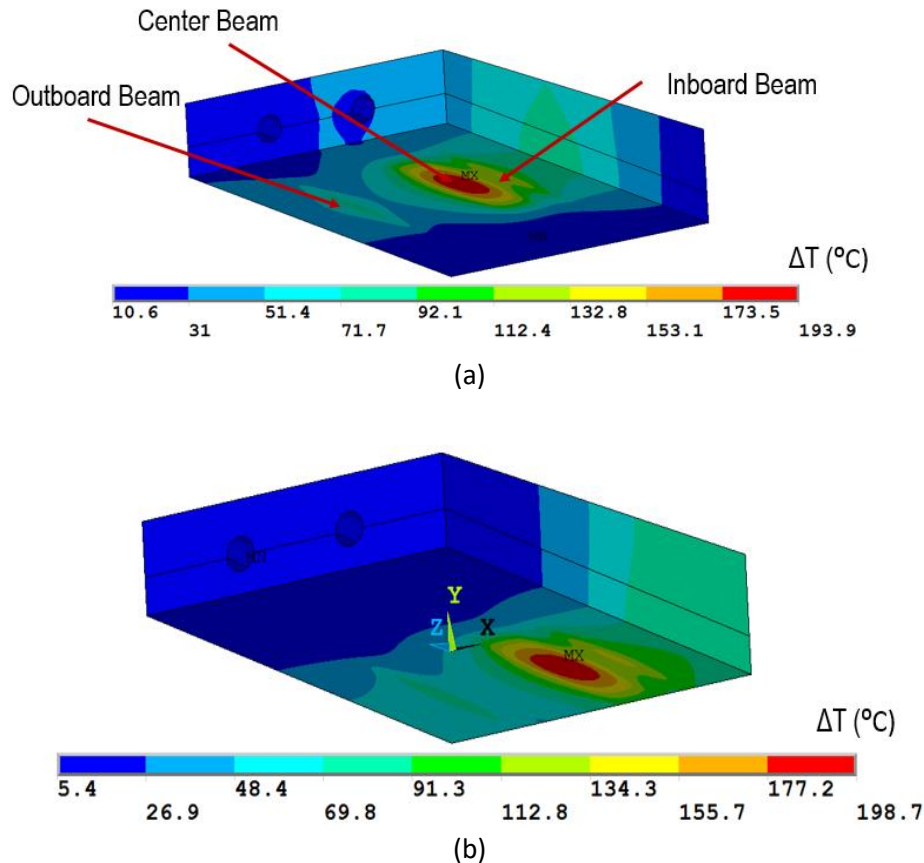 Center Beam
Outboard Beam
Inboard Beam
MX
ΔT (°C)
10.6 51.4 92.1 132.8 173.5
31 71.7 112.4 153.1 193.9
(a)
MN
Y
Z X
MX
ΔT (°C)
5.4 48.4 91.3 134.3 177.2
26.9 69.8 112.8 155.7 198.7
(b)